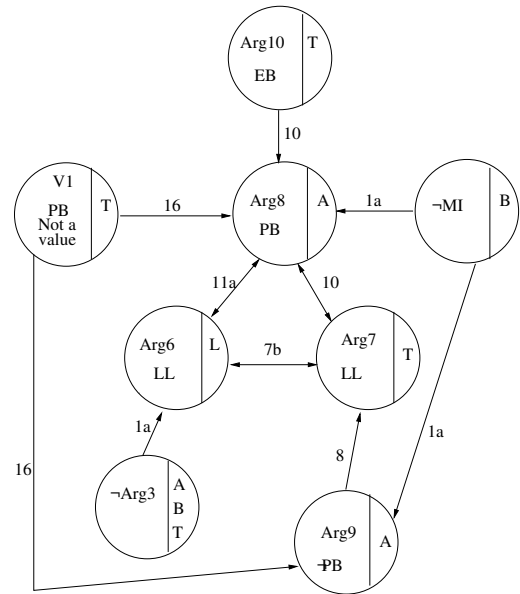 Arg10 T
EB
10
V1
PB T
Not a
value
16
Arg8 A
PB
1a
¬MI B
11a
10
Arg6 L
LL
7b
Arg7 T
LL
1a
8
1a
16
¬Arg3 A
B
T
Arg9 A
¬PB